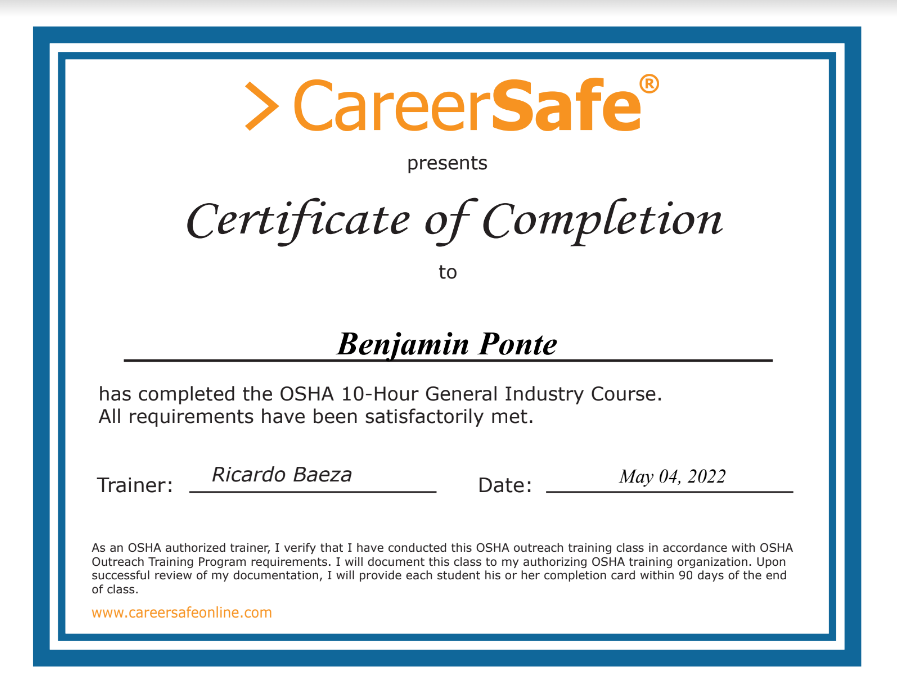 > CareerSafe®
presents
Certificate of Completion
to
Benjamin Ponte
has completed the OSHA 10-Hour General Industry Course.
All requirements have been satisfactorily met.
Trainer: Ricardo Baeza Date: May 04, 2022
As an OSHA authorized trainer, I verify that I have conducted this OSHA outreach training class in accordance with OSHA
Outreach Training Program requirements. I will document this class to my authorizing OSHA training organization. Upon
successful review of my documentation, I will provide each student his or her completion card within 90 days of the end
of class.
www.careersafeonline.com